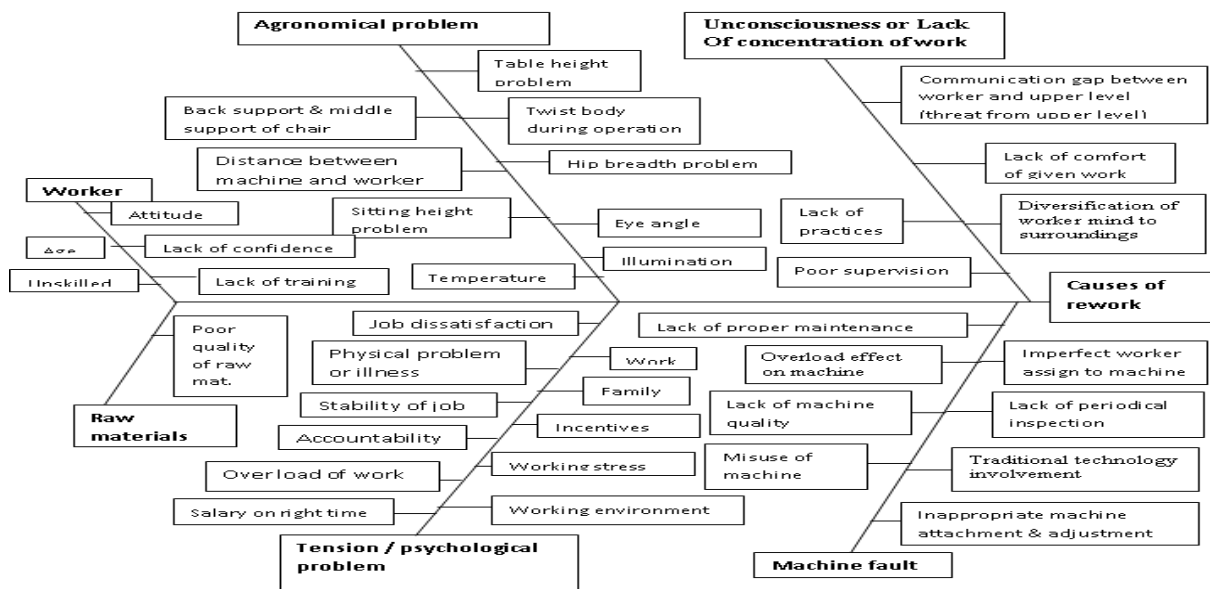 Agronomical problem
Unconsciousness or Lack
Of concentration of work
Table height
problem
Communication gap between
worker and upper level
(threat from upper level)
Back support & middle
support of chair
Twist body
during operation
Distance between
machine and worker
Hip breadth problem
Lack of comfort
of given work
Worker
Attitude
Sitting height
problem
Eye angle
Lack of
practices
Diversification of
worker mind to
surroundings
Age
Lack of confidence
Illumination
Unskilled
Lack of training
Temperature
Poor supervision
Causes of
rework
Poor
quality
of raw
mat.
Job dissatisfaction
Lack of proper maintenance
Physical problem
or illness
Work
Overload effect
on machine
Imperfect worker
assign to machine
Stability of job
Family
Raw
materials
Lack of machine
quality
Lack of periodical
inspection
Accountability
Incentives
Over load of work
Working stress
Misuse of
machine
Traditional technology
involvement
Salary on right time
Working environment
Inappropriate machine
attachment & adjustment
Tension / psychological
problem
Machine fault